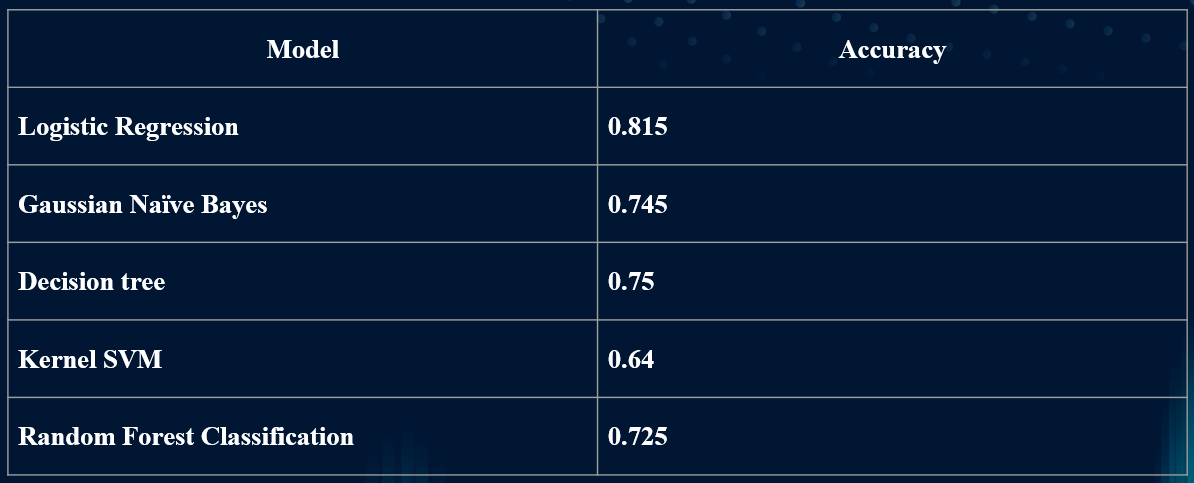 Model Accuracy
Logistic Regression 0.815
Gaussian Naïve Bayes 0.745
Decision tree 0.75
Kernel SVM 0.64
Random Forest Classification 0.725